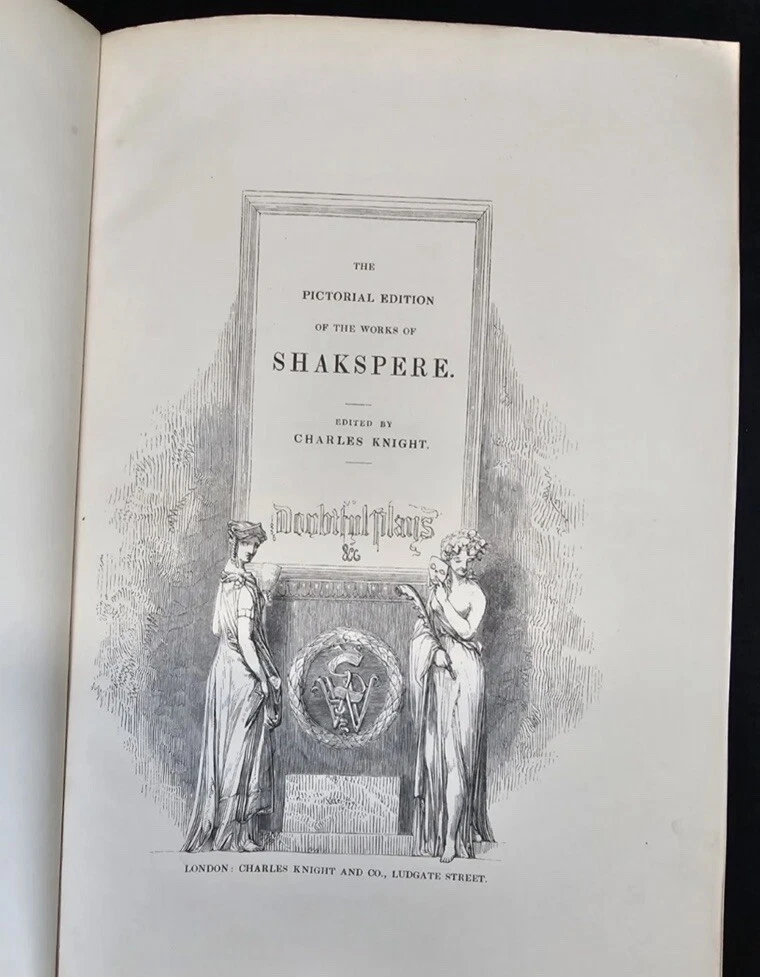 THE
PICTORIAL EDITION
OF THE WORKS OF
SHAKSPERE.
EDITED BY
CHARLES KNIGHT.
Doubtful Plays
&c
LONDON: CHARLES KNIGHT AND CO., LUDGATE STREET.